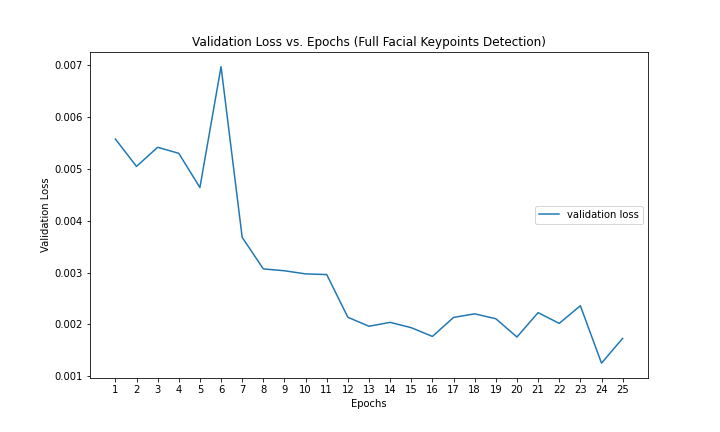 Validation Loss vs. Epochs (Full Facial Keypoints Detection)
0.007
0.006
0.005
0.004
0.003
0.002
0.001
Validation Loss
validation loss
1 2 3 4 5 6 7 8 9 10 11 12 13 14 15 16 17 18 19 20 21 22 23 24 25
Epochs